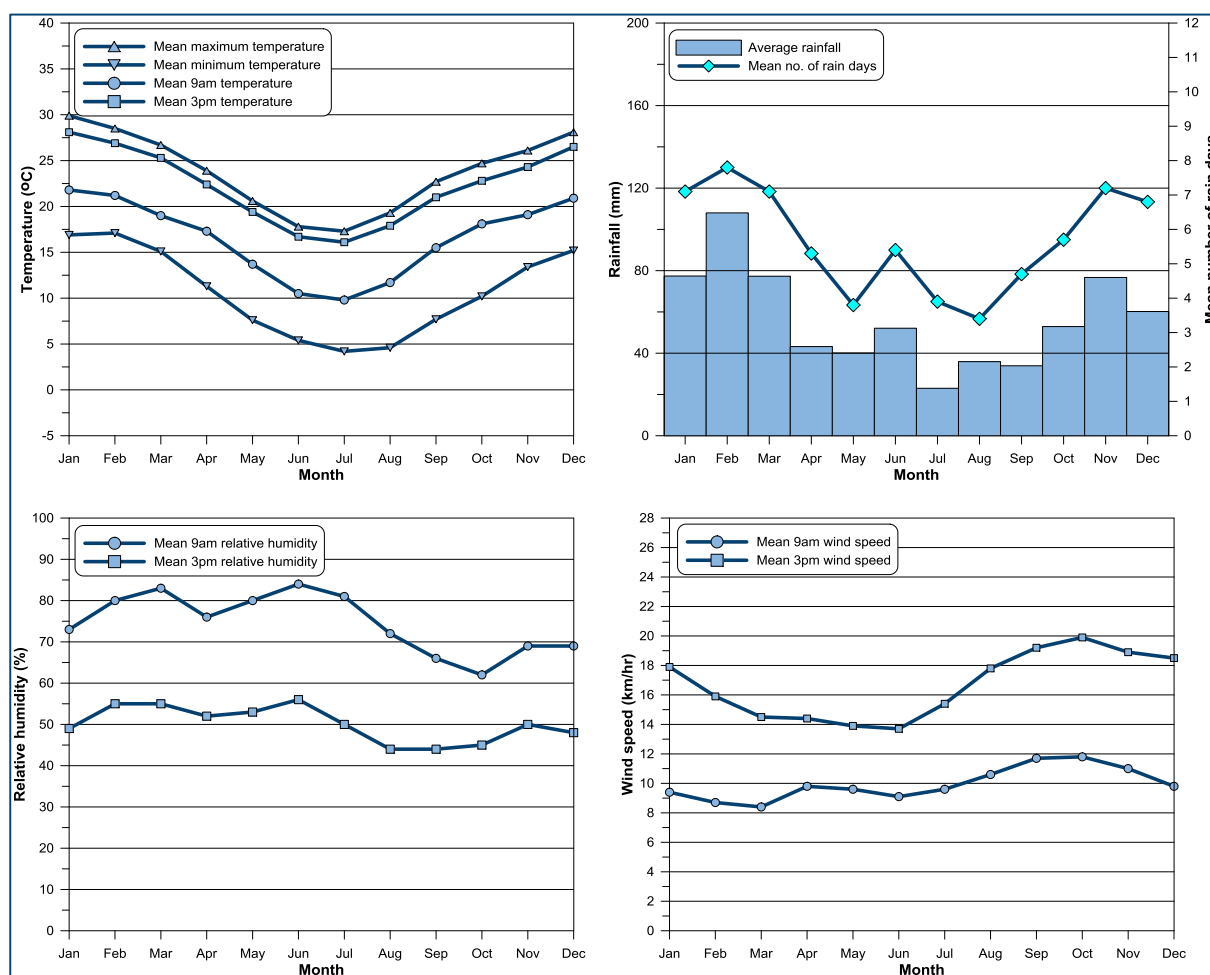 40
35
30
25
20
15
10
5
0
-5
Temperature (ºC)
Mean maximum temperature
Mean minimum temperature
Mean 9am temperature
Mean 3pm temperature
Jan Feb Mar Apr May Jun Jul Aug Sep Oct Nov Dec
Month
200
160
120
80
40
0
Rainfall (mm)
Average rainfall
Mean no. of rain days
12
11
10
9
8
7
6
5
4
3
2
1
0
Mean number of rain days
Jan Feb Mar Apr May Jun Jul Aug Sep Oct Nov Dec
Month
100
90
80
70
60
50
40
30
20
10
0
Relative humidity (%)
Mean 9am relative humidity
Mean 3pm relative humidity
Jan Feb Mar Apr May Jun Jul Aug Sep Oct Nov Dec
Month
28
26
24
22
20
18
16
14
12
10
8
6
4
2
0
Wind speed (km/hr)
Mean 9am wind speed
Mean 3pm wind speed
Jan Feb Mar Apr May Jun Jul Aug Sep Oct Nov Dec
Month